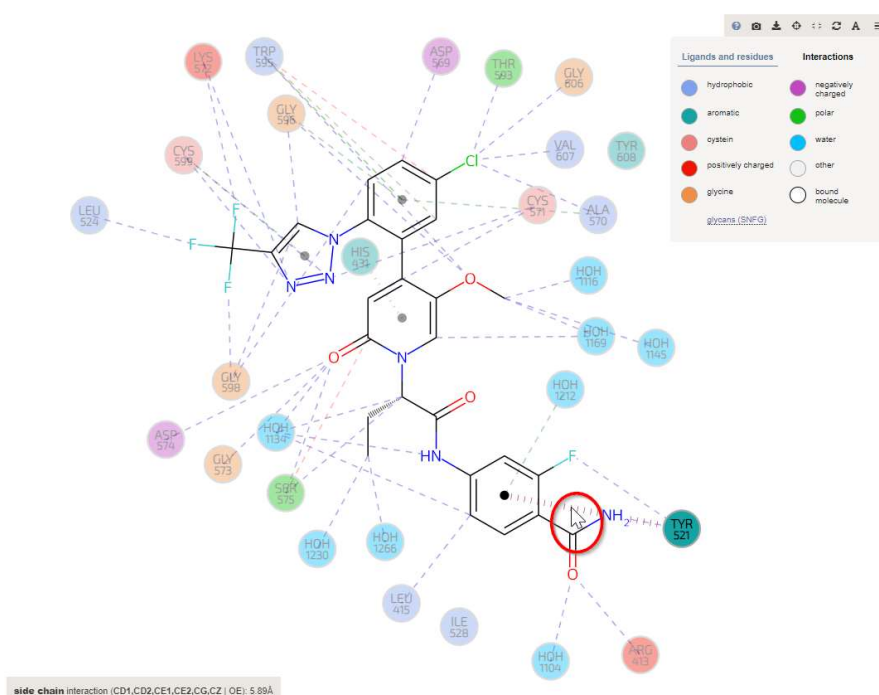 Ligands and residues
Interactions
hydrophobic
negatively charged
aromatic
polar
cystein
water
positively charged
other
glycine
bound molecule
glycans (SNFG)
A
LYS
572
TRP
595
ASP
569
THR
593
GLY
606
GLY
596
CYS
599
VAL
607
TYR
608
Cl
LEU
524
F
F
F
N
N
N
HIS
431
CYS
571
ALA
570
O
HOH
1116
HOH
1169
HOH
1145
O
N
GLY
598
O
HOH
1212
ASP
574
HOH
1134
HN
F
GLY
573
SER
575
NH2
TYR
521
HOH
1230
HOH
1266
O
LEU
415
ILE
528
HOH
1104
ARG
413
side chain interaction (CD1,CD2,CE1,CE2,CG,CZ | OE): 5.89Å